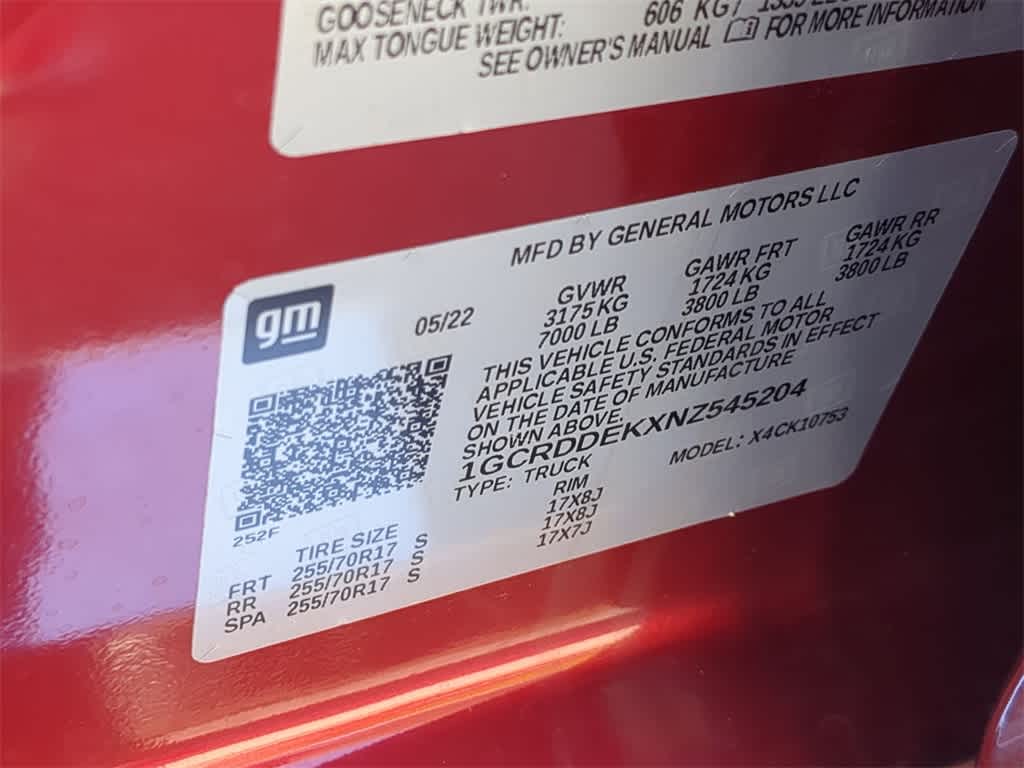 GOOSENECK TWR:
MAX TONGUE WEIGHT: 606 KG /
SEE OWNER'S MANUAL FOR MORE INFORMATION
MFD BY GENERAL MOTORS LLC
gm
05/22
GVWR GAWR FRT GAWR RR
3175 KG 1724 KG 1724 KG
7000 LB 3800 LB 3800 LB
THIS VEHICLE CONFORMS TO ALL
APPLICABLE U.S. FEDERAL MOTOR
VEHICLE SAFETY STANDARDS IN EFFECT
ON THE DATE OF MANUFACTURE
SHOWN ABOVE.
1GCRDDEKXNZ545204
TYPE: TRUCK MODEL: X4CK10753
252F
TIRE SIZE RIM
FRT 255/70R17 S 17X8J
RR 255/70R17 S 17X8J
SPA 255/70R17 S 17X7J